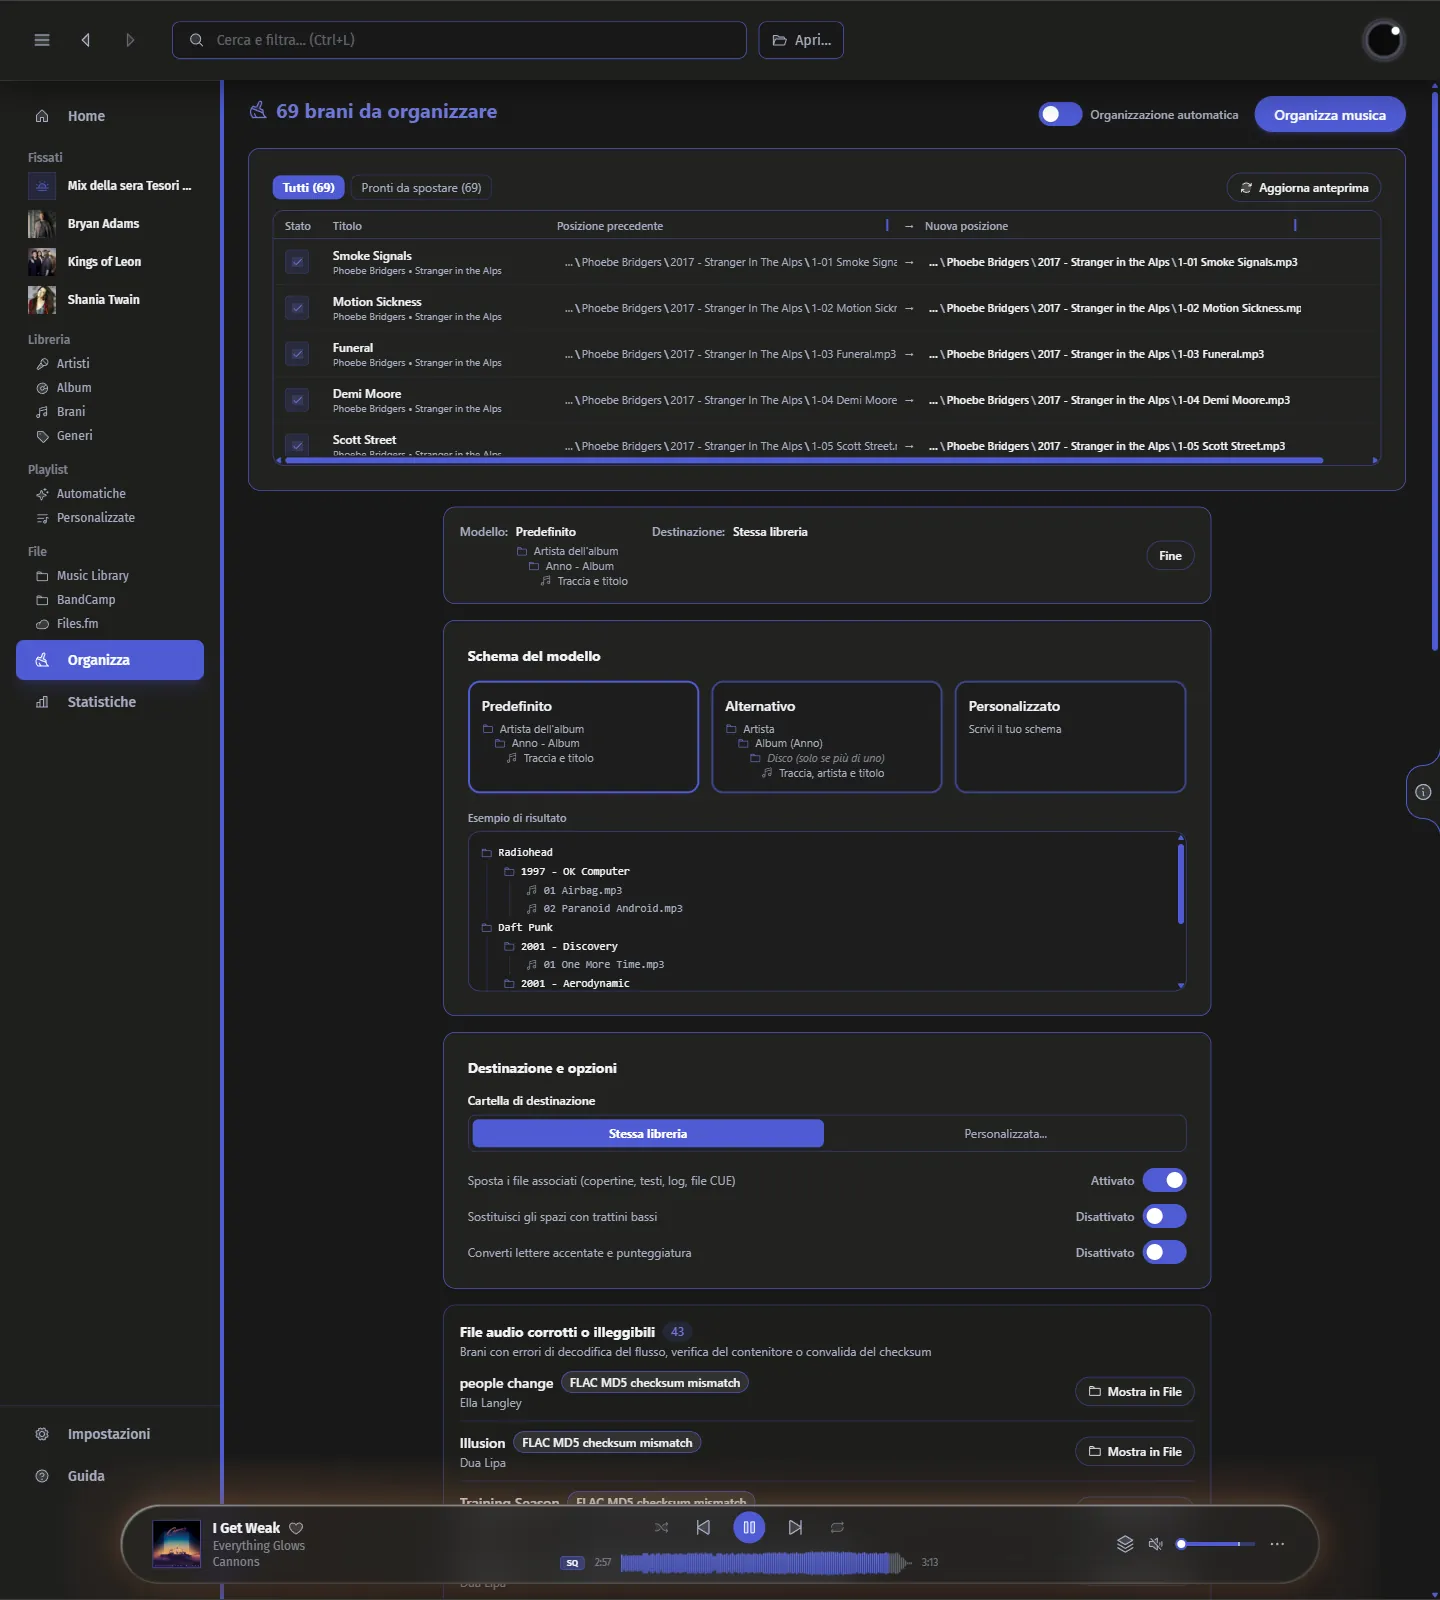 Cerca e filtra... (Ctrl+L)
Apri...
Home
Fissati
Mix della sera Tesori ...
Bryan Adams
Kings of Leon
Shania Twain
Libreria
Artisti
Album
Brani
Generi
Playlist
Automatiche
Personalizzate
File
Music Library
BandCamp
Files.fm
Organizza
Statistiche
Impostazioni
Guida
69 brani da organizzare
Organizzazione automatica
Organizza musica
Tutti (69)
Pronti da spostare (69)
Aggiorna anteprima
Stato Titolo Posizione precedente → Nuova posizione
Smoke Signals
Phoebe Bridgers • Stranger in the Alps
...\Phoebe Bridgers\2017 - Stranger In The Alps\1-01 Smoke Signa → ...\Phoebe Bridgers\2017 - Stranger in the Alps\1-01 Smoke Signals.mp3
Motion Sickness
Phoebe Bridgers • Stranger in the Alps
...\Phoebe Bridgers\2017 - Stranger In The Alps\1-02 Motion Sickr → ...\Phoebe Bridgers\2017 - Stranger in the Alps\1-02 Motion Sickness.mp
Funeral
Phoebe Bridgers • Stranger in the Alps
...\Phoebe Bridgers\2017 - Stranger In The Alps\1-03 Funeral.mp3 → ...\Phoebe Bridgers\2017 - Stranger in the Alps\1-03 Funeral.mp3
Demi Moore
Phoebe Bridgers • Stranger in the Alps
...\Phoebe Bridgers\2017 - Stranger In The Alps\1-04 Demi Moore → ...\Phoebe Bridgers\2017 - Stranger in the Alps\1-04 Demi Moore.mp3
Scott Street
Phoebe Bridgers • Stranger in the Alps
...\Phoebe Bridgers\2017 - Stranger In The Alps\1-05 Scott Street.r → ...\Phoebe Bridgers\2017 - Stranger in the Alps\1-05 Scott Street.mp3
Modello: Predefinito
Artista dell'album
Anno - Album
Traccia e titolo
Destinazione: Stessa libreria
Fine
Schema del modello
Predefinito
Artista dell'album
Anno - Album
Traccia e titolo
Alternativo
Artista
Album (Anno)
Disco (solo se più di uno)
Traccia, artista e titolo
Personalizzato
Scrivi il tuo schema
Esempio di risultato
Radiohead
1997 - OK Computer
01 Airbag.mp3
02 Paranoid Android.mp3
Daft Punk
2001 - Discovery
01 One More Time.mp3
2001 - Aerodynamic
Destinazione e opzioni
Cartella di destinazione
Stessa libreria
Personalizzata...
Sposta i file associati (copertine, testi, log, file CUE) Attivato
Sostituisci gli spazi con trattini bassi Disattivato
Converti lettere accentate e punteggiatura Disattivato
File audio corrotti o illeggibili 43
Brani con errori di decodifica del flusso, verifica del contenitore o convalida del checksum
people change FLAC MD5 checksum mismatch
Ella Langley
Mostra in File
Illusion FLAC MD5 checksum mismatch
Dua Lipa
Mostra in File
Training Season FLAC MD5 checksum mismatch
Dua Lipa
I Get Weak
Everything Glows
Cannons
SQ 2:57 3:13